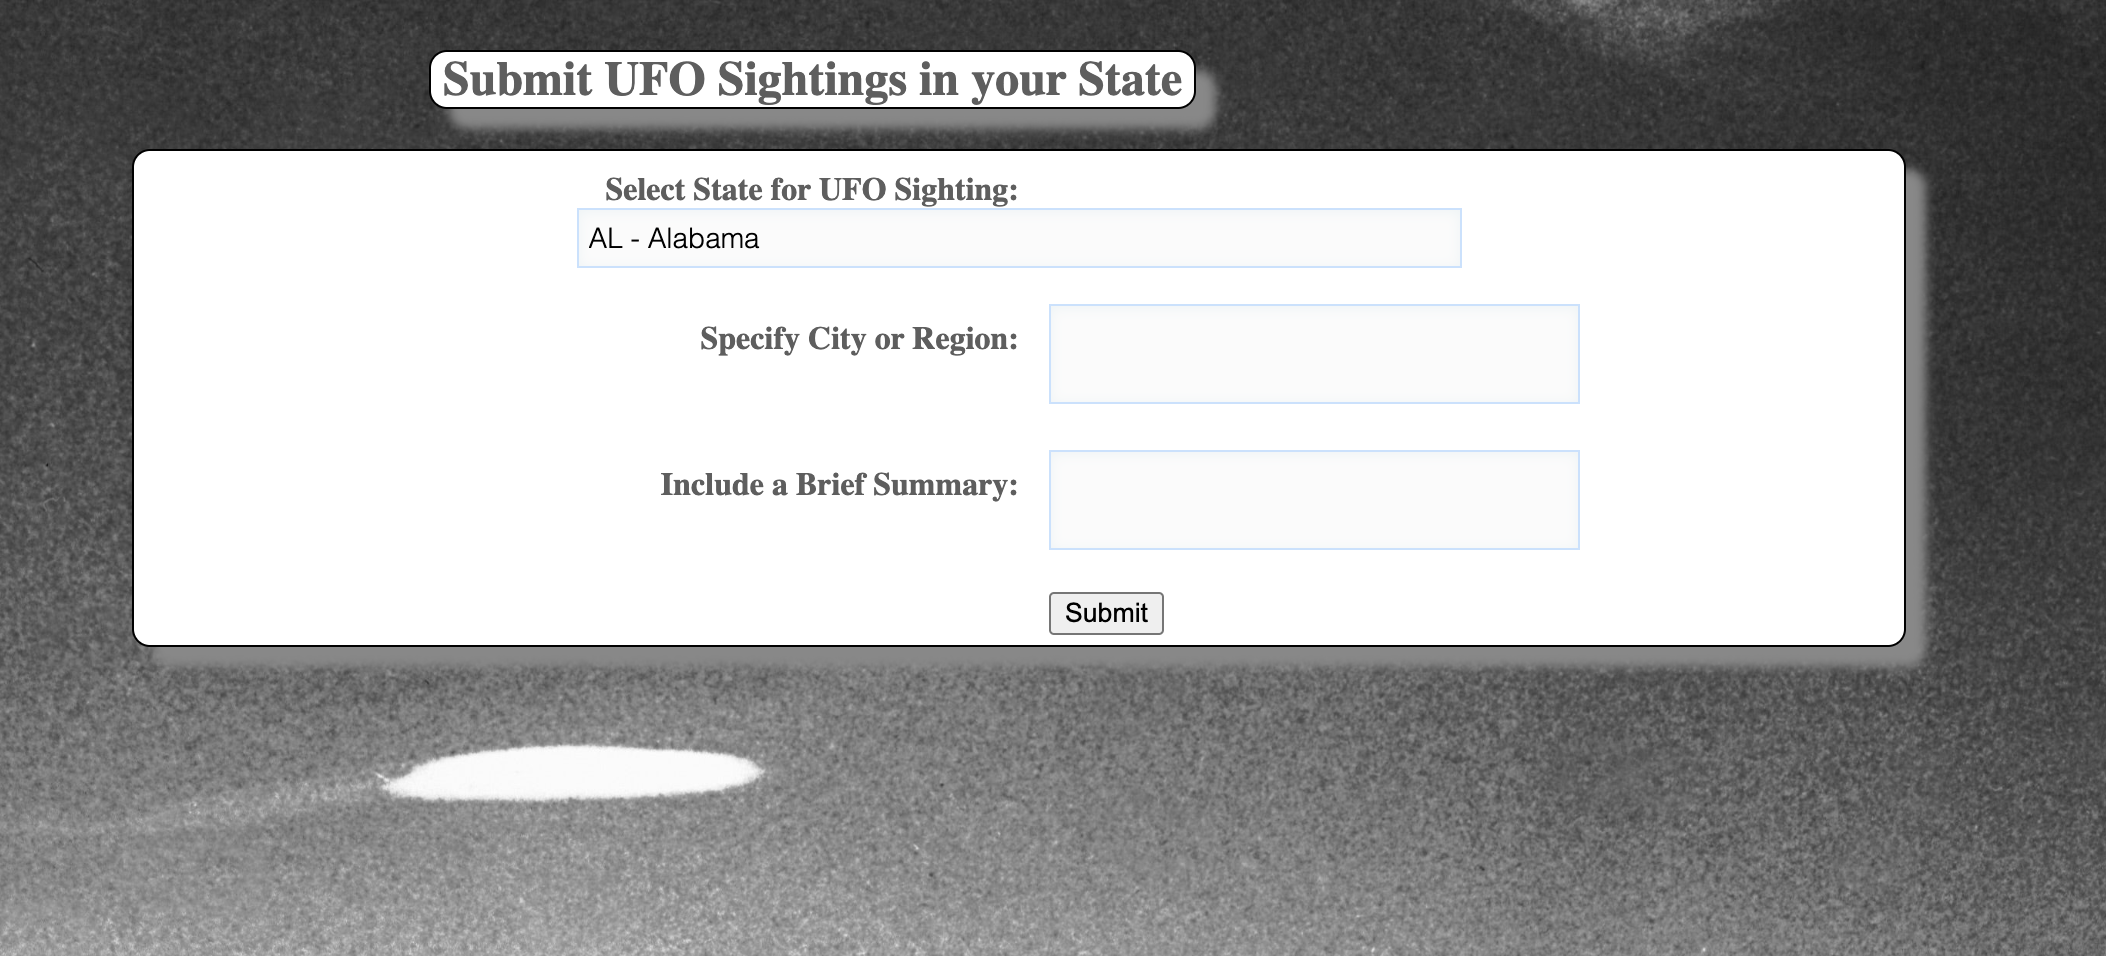 Submit UFO Sightings in your State
Select State for UFO Sighting:
AL - Alabama
Specify City or Region:
Include a Brief Summary:
Submit